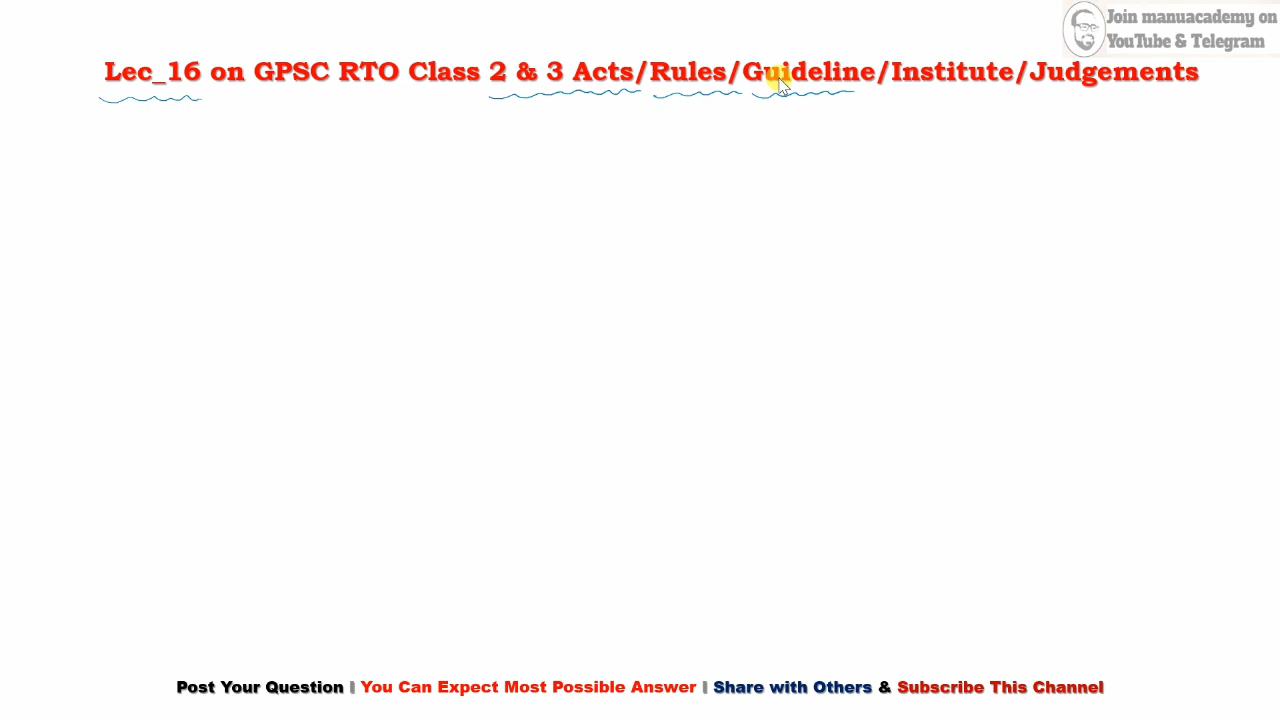 Join manuacademy on
YouTube & Telegram
Lec_16 on GPSC RTO Class 2 & 3 Acts/Rules/Guideline/Institute/Judgements
Post Your Question | You Can Expect Most Possible Answer | Share with Others & Subscribe This Channel